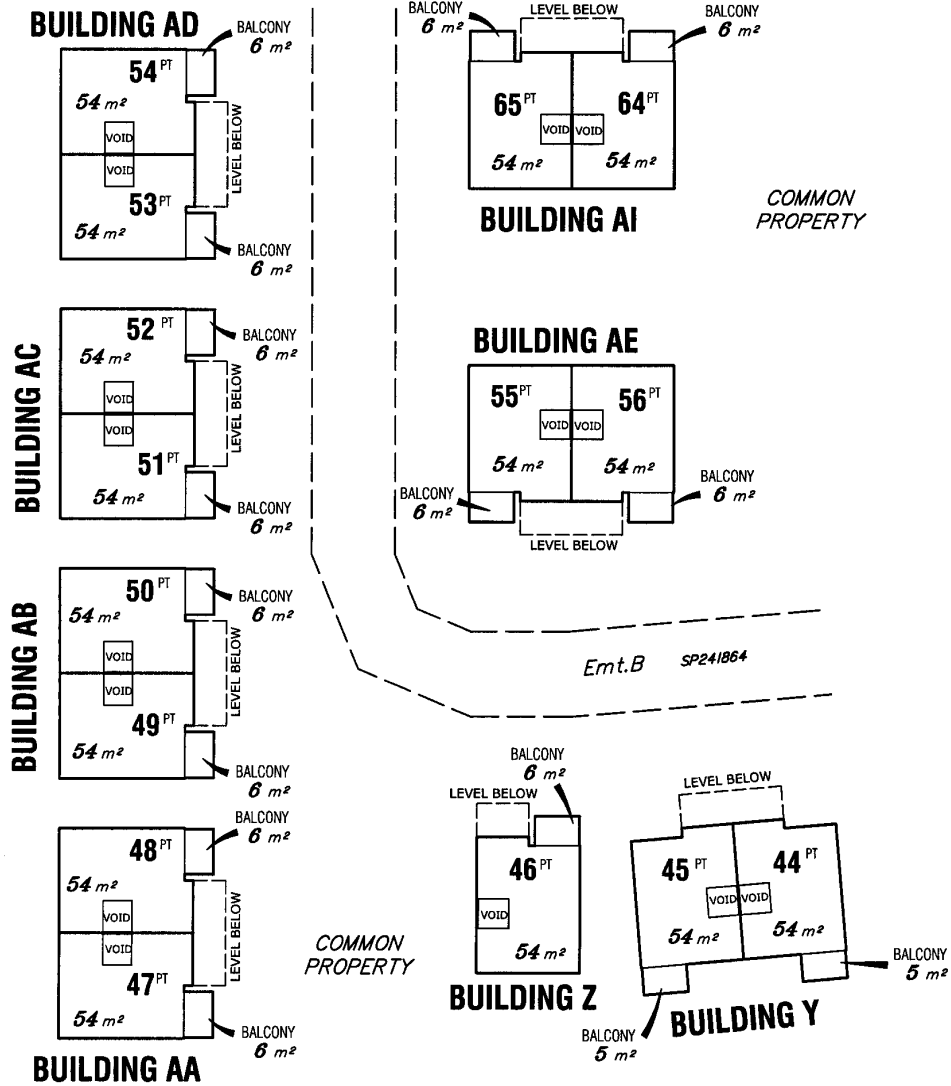 BUILDING AD
BALCONY
6 m²
54 PT
54 m²
VOID
VOID
LEVEL BELOW
53 PT
54 m²
BALCONY
6 m²
BUILDING AC
52 PT
BALCONY
6 m²
54 m²
VOID
VOID
LEVEL BELOW
51 PT
54 m²
BALCONY
6 m²
BUILDING AB
50 PT
BALCONY
6 m²
54 m²
VOID
VOID
LEVEL BELOW
49 PT
54 m²
BALCONY
6 m²
BALCONY
6 m²
48 PT
54 m²
VOID
VOID
LEVEL BELOW
47 PT
54 m²
BALCONY
6 m²
BUILDING AA
COMMON
PROPERTY
BALCONY
6 m²
LEVEL BELOW
BALCONY
6 m²
65 PT
64 PT
VOID
VOID
54 m²
54 m²
BUILDING AI
COMMON
PROPERTY
BUILDING AE
55 PT
56 PT
VOID
VOID
54 m²
54 m²
BALCONY
6 m²
BALCONY
6 m²
LEVEL BELOW
Emt.B SP241864
BALCONY
6 m²
LEVEL BELOW
46 PT
VOID
54 m²
BUILDING Z
LEVEL BELOW
45 PT
44 PT
VOID
VOID
54 m²
54 m²
BALCONY
5 m²
BUILDING Y
BALCONY
5 m²